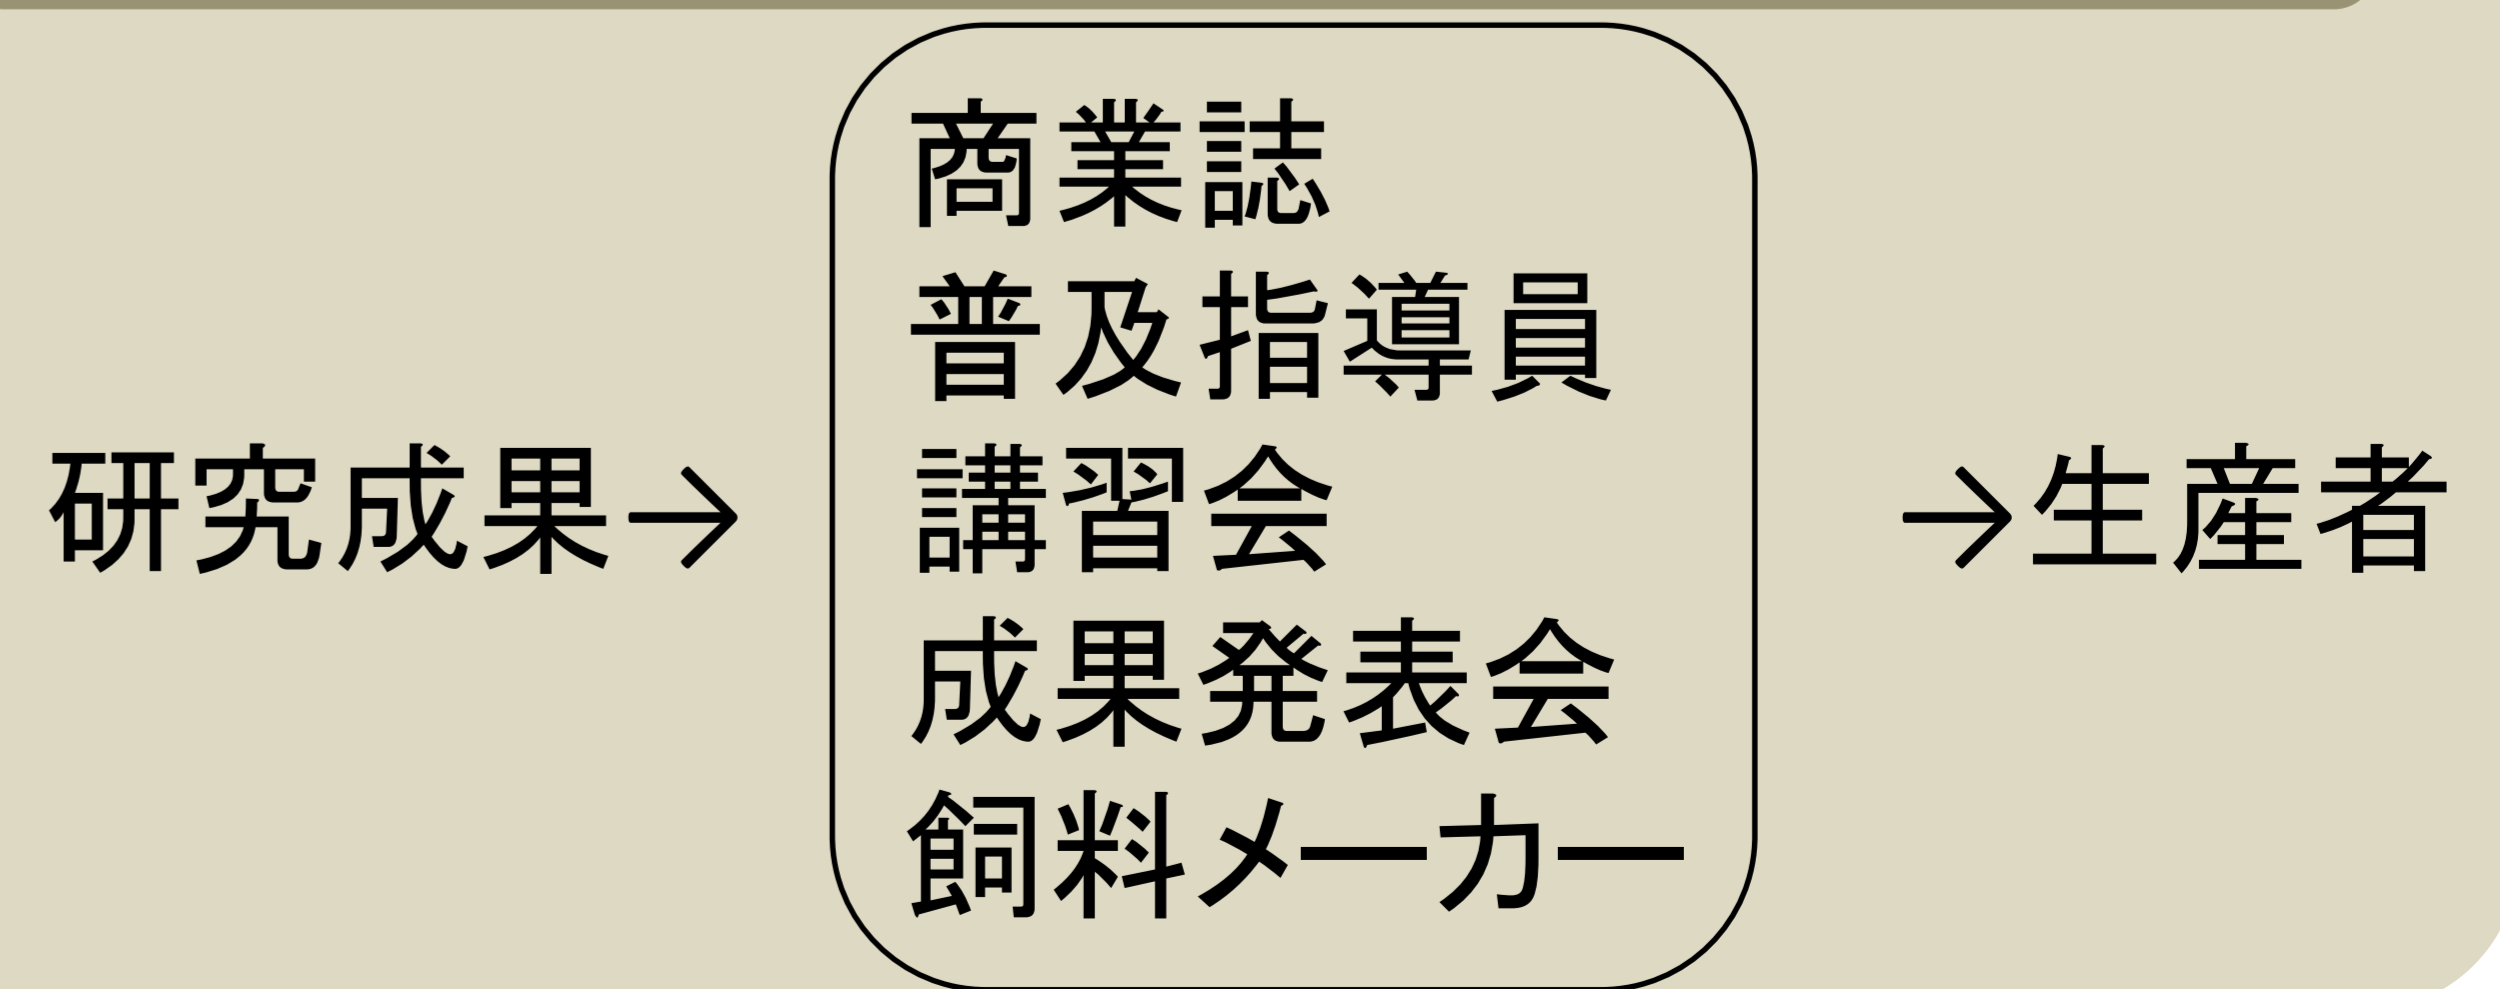 商業誌
普及指導員
研究成果→ 講習会 →生産者
成果発表会
飼料メーカー